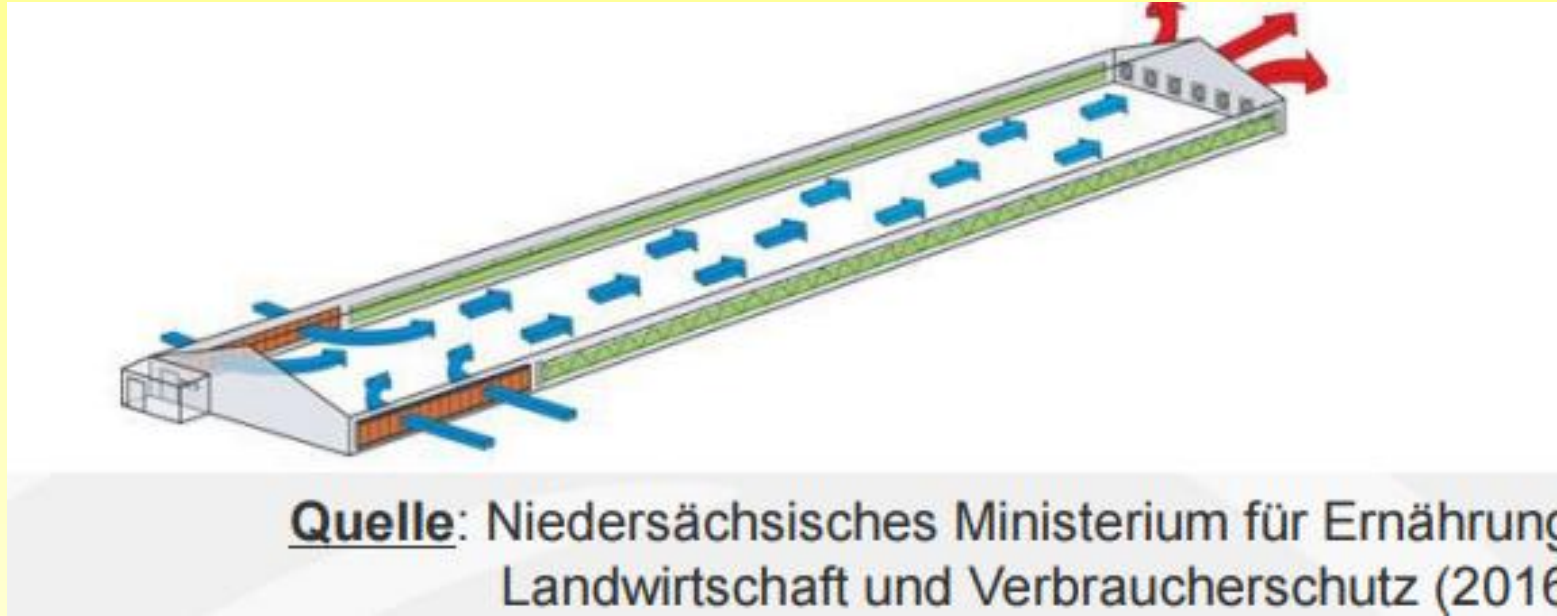 Quelle: Niedersächsisches Ministerium für Ernährung
Landwirtschaft und Verbraucherschutz (2016